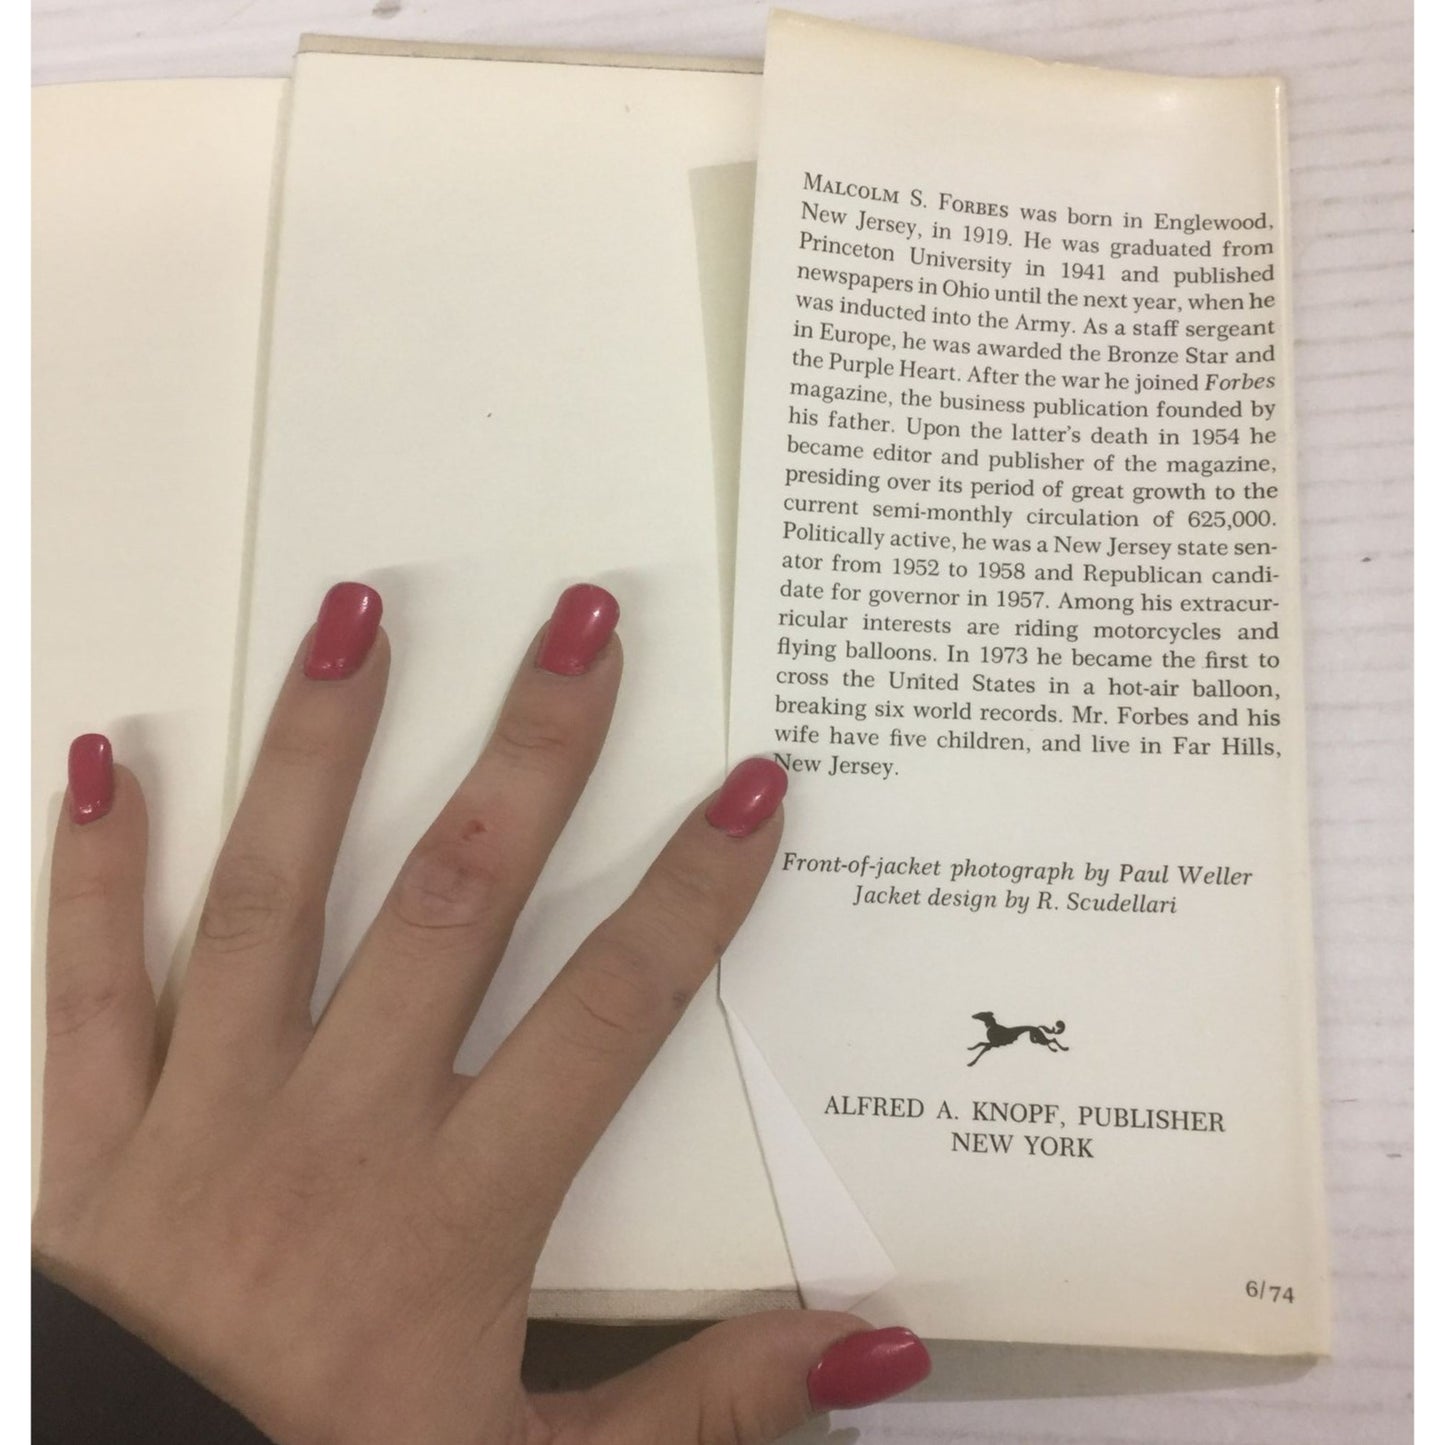 MALCOLM S. FORBES was born in Englewood,
New Jersey, in 1919. He was graduated from
Princeton University in 1941 and published
newspapers in Ohio until the next year, when he
was inducted into the Army. As a staff sergeant
in Europe, he was awarded the Bronze Star and
the Purple Heart. After the war he joined Forbes
magazine, the business publication founded by
his father. Upon the latter's death in 1954 he
became editor and publisher of the magazine,
presiding over its period of great growth to the
current semi-monthly circulation of 625,000.
Politically active, he was a New Jersey state sen-
ator from 1952 to 1958 and Republican candi-
date for governor in 1957. Among his extracur-
ricular interests are riding motorcycles and
flying balloons. In 1973 he became the first to
cross the United States in a hot-air balloon,
breaking six world records. Mr. Forbes and his
wife have five children, and live in Far Hills,
New Jersey.
Front-of-jacket photograph by Paul Weller
Jacket design by R. Scudellari
ALFRED A. KNOPF, PUBLISHER
NEW YORK
6/74